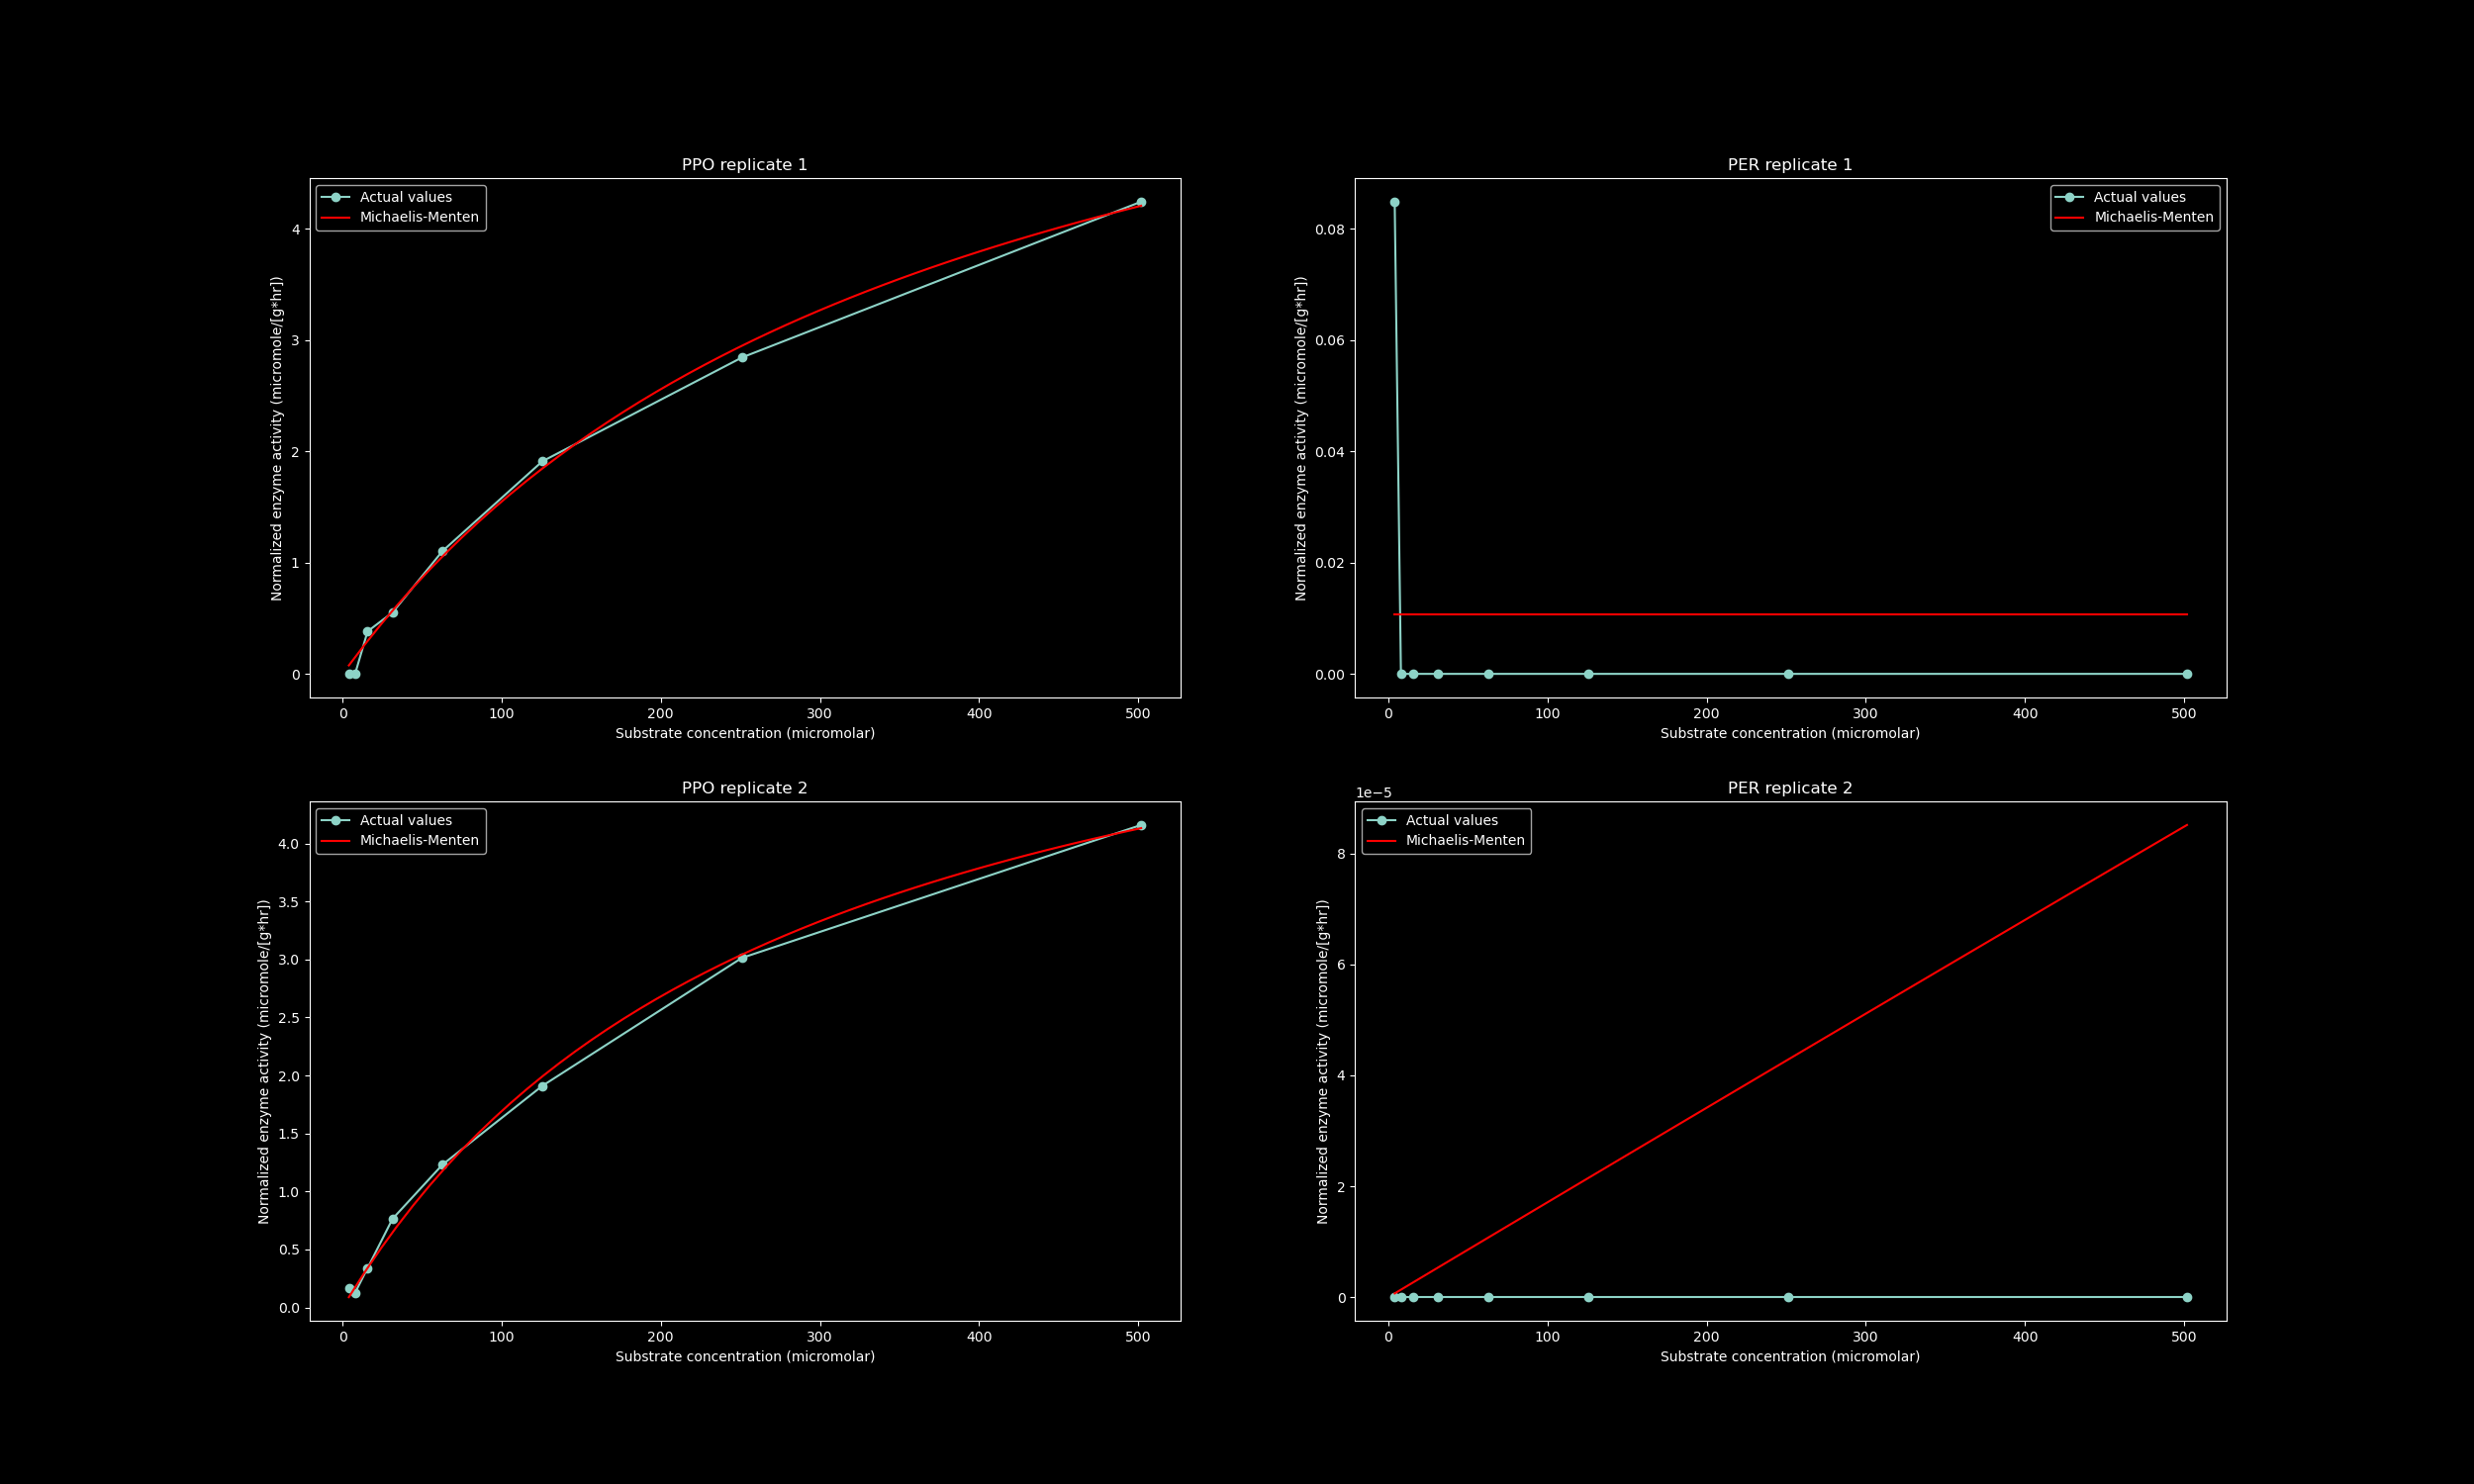 PPO replicate 1
Actual values
Michaelis-Menten
Normalized enzyme activity (micromole/[g*hr])
4
3
2
1
0
0 100 200 300 400 500
Substrate concentration (micromolar)
PER replicate 1
Actual values
Michaelis-Menten
Normalized enzyme activity (micromole/[g*hr])
0.08
0.06
0.04
0.02
0.00
0 100 200 300 400 500
Substrate concentration (micromolar)
PPO replicate 2
Actual values
Michaelis-Menten
Normalized enzyme activity (micromole/[g*hr])
4.0
3.5
3.0
2.5
2.0
1.5
1.0
0.5
0.0
0 100 200 300 400 500
Substrate concentration (micromolar)
PER replicate 2
1e−5
Actual values
Michaelis-Menten
Normalized enzyme activity (micromole/[g*hr])
8
6
4
2
0
0 100 200 300 400 500
Substrate concentration (micromolar)